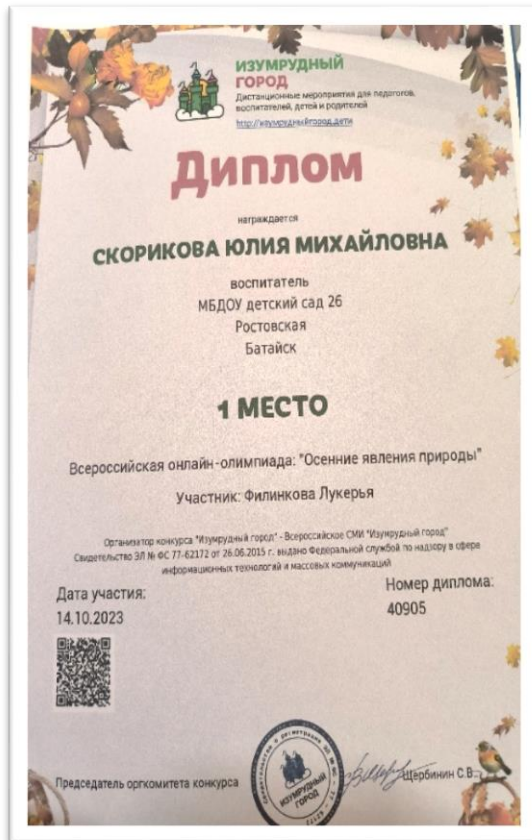 ИЗУМРУДНЫЙ
ГОРОД
Дистанционные мероприятия для педагогов,
воспитателей, детей и родителей
http://изумрудныйгород.дети
Диплом
награждается
СКОРИКОВА ЮЛИЯ МИХАЙЛОВНА
воспитатель
МБДОУ детский сад 26
Ростовская
Батайск
1 МЕСТО
Всероссийская онлайн-олимпиада: "Осенние явления природы"
Участник: Филинкова Лукерья
Организатор конкурса "Изумрудный город" - Всероссийское СМИ "Изумрудный город"
Свидетельство ЭЛ № ФС 77-62172 от 26.06.2015 г. выдано Федеральной службой по надзору в сфере
информационных технологий и массовых коммуникаций
Дата участия:
14.10.2023
Номер диплома:
40905
Председатель оргкомитета конкурса
ИЗУМРУДНЫЙ
ГОРОД
Щербинин С.В.